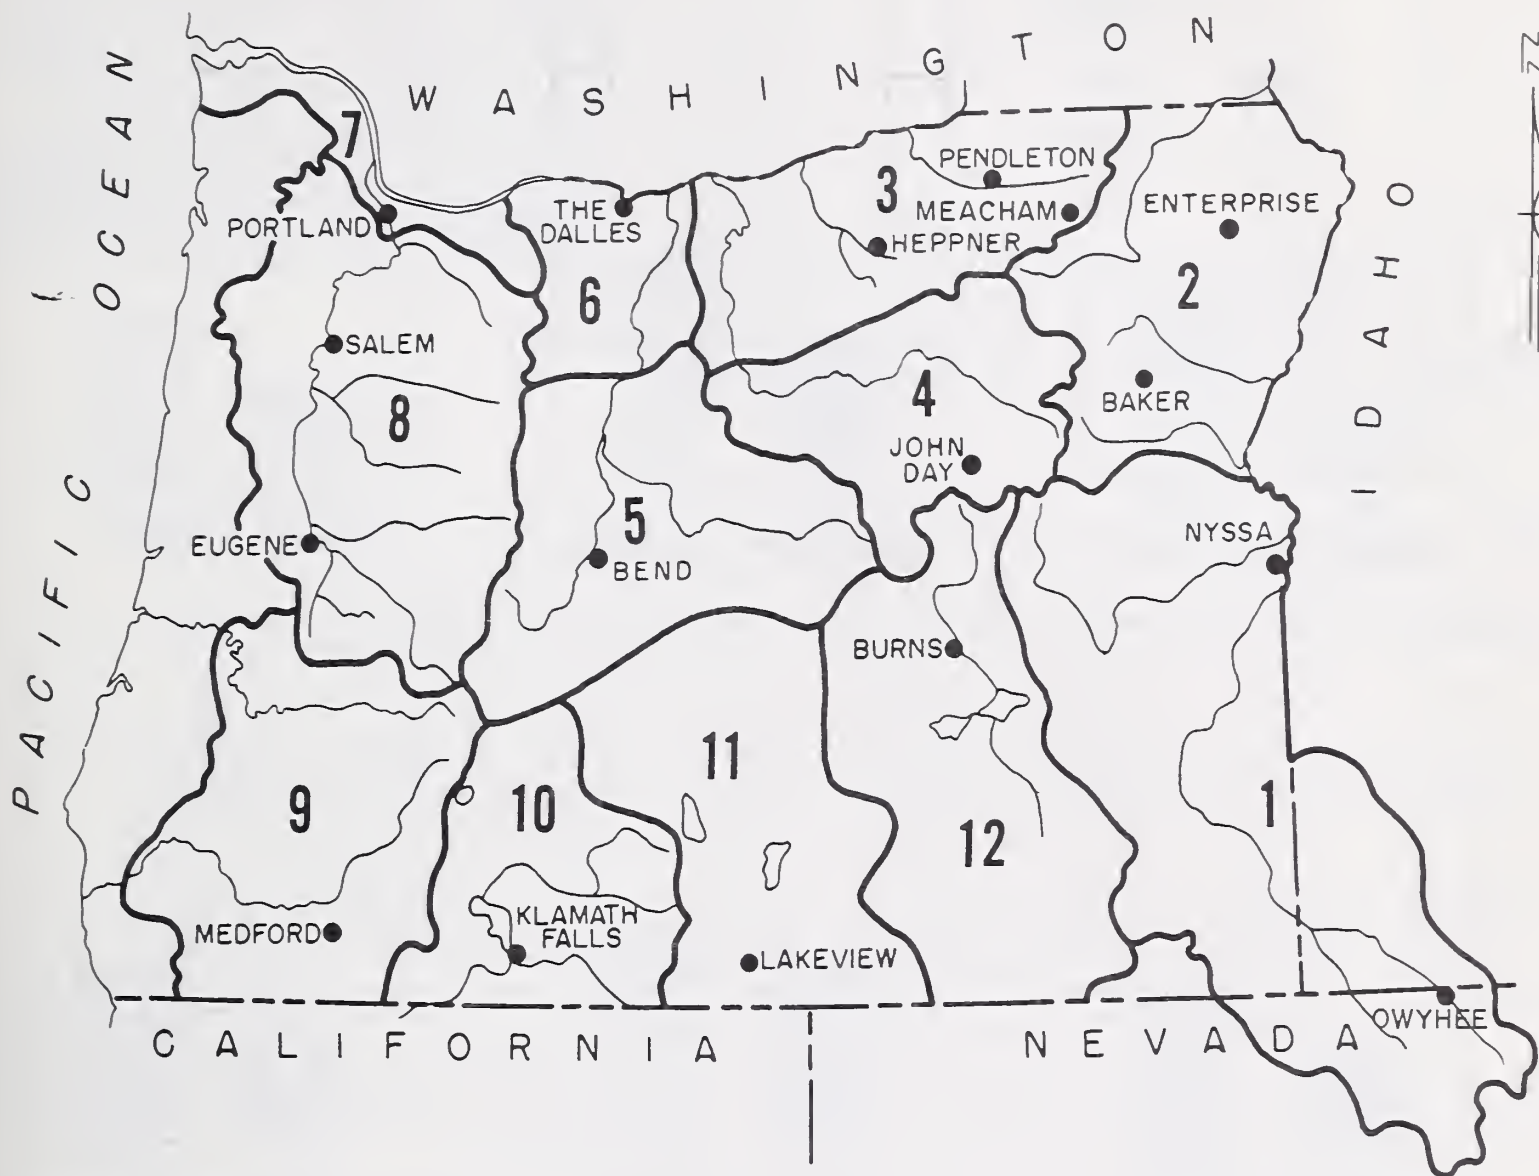 WASHINGTON
PACIFIC OCEAN
IDAHO
7
PORTLAND
THE
DALLES
6
3
PENDLETON
MEACHAM
HEPPNER
ENTERPRISE
2
BAKER
SALEM
8
EUGENE
4
JOHN
DAY
5
BEND
NYSSA
BURNS
9
MEDFORD
10
KLAMATH
FALLS
11
LAKEVIEW
12
1
OWYHEE
CALIFORNIA
NEVADA